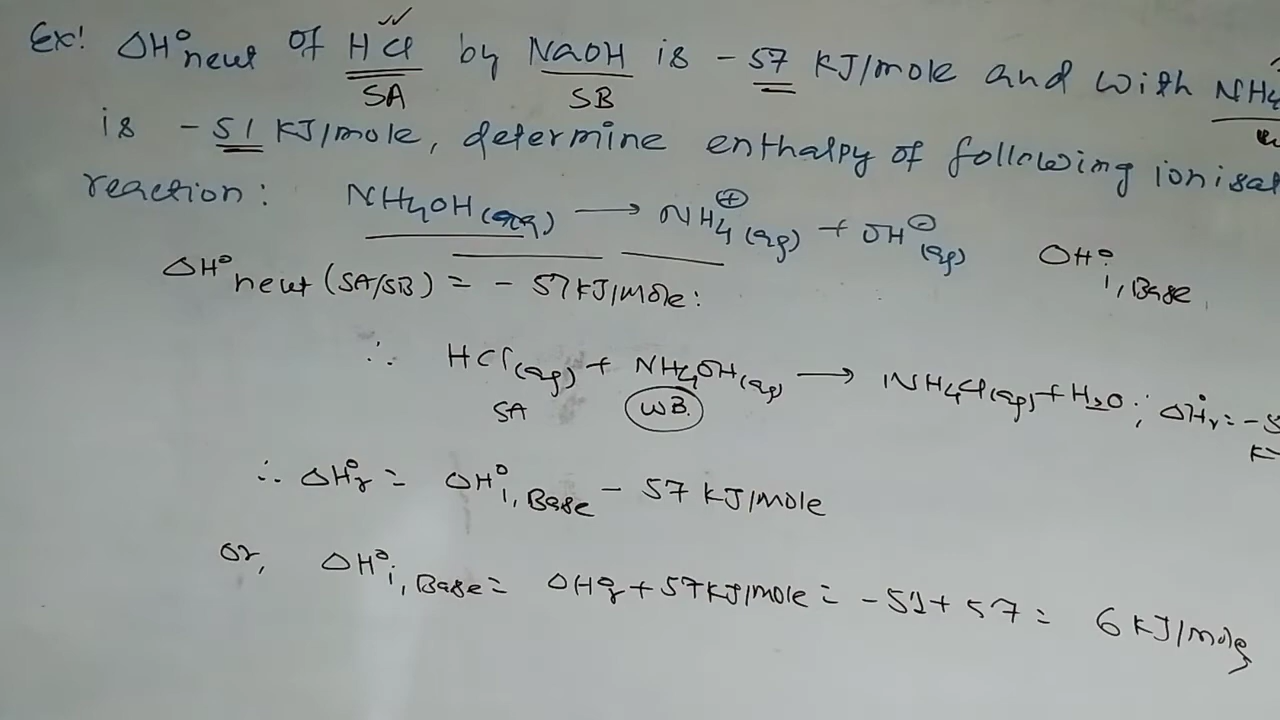 Ex! ΔH°neut of HCl by NaOH is -57 KJ/mole and with NH4
SA SB
is -51 KJ/mole, determine enthalpy of following ionisat
reaction: NH4OH(aq) → NH4⊕(aq) + OH⊖(aq)
ΔH°i, Base
ΔH°neut (SA/SB) = - 57 KJ/mole:
∴ HCl(aq) + NH4OH(aq) → NH4Cl(aq) + H2O; ΔH°r = -5
SA WB.
∴ ΔH°r = ΔH°i, Base - 57 KJ/mole
or, ΔH°i, Base = ΔH°r + 57 KJ/mole = -51 + 57 = 6 KJ/mole